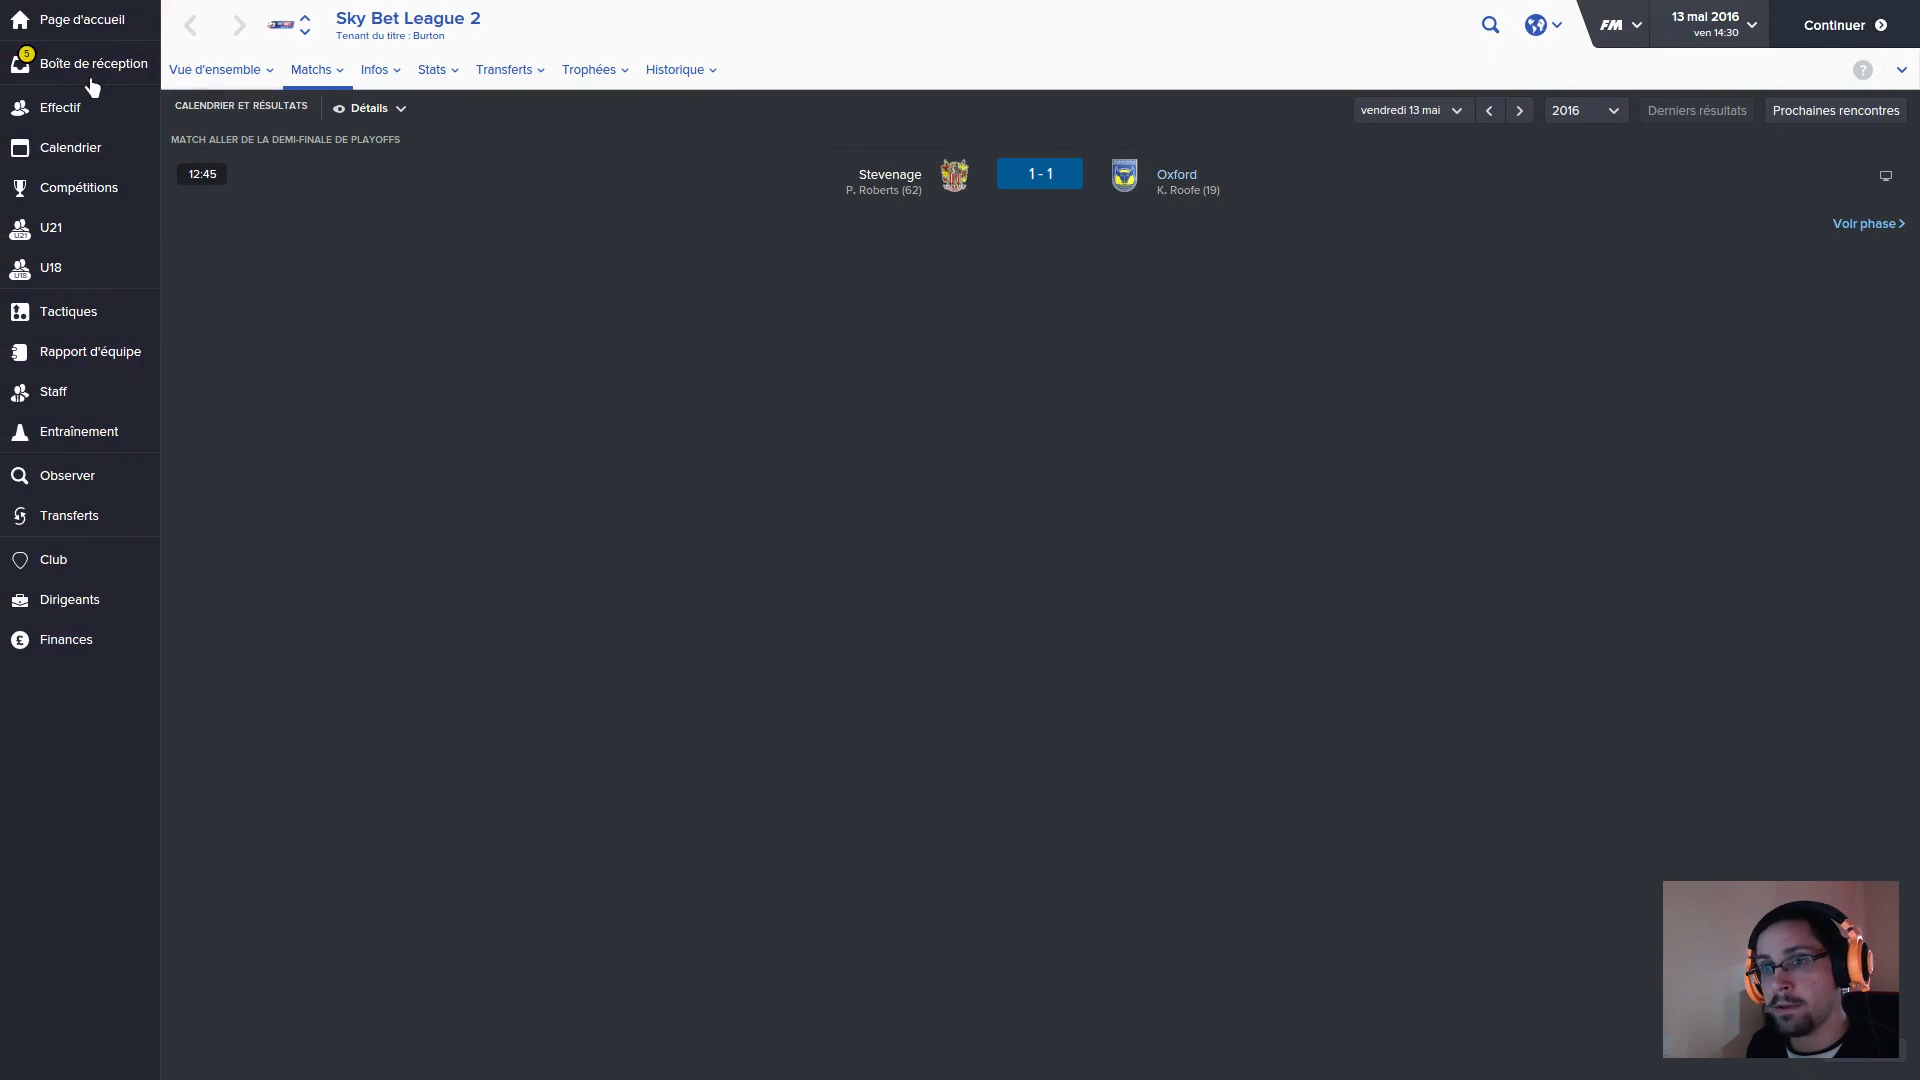 Page d'accueil
5
Boîte de réception
Effectif
Calendrier
Compétitions
U21
U21
U18
U18
Tactiques
Rapport d'équipe
Staff
Entraînement
Observer
Transferts
Club
Dirigeants
£
Finances
Sky Bet League 2
Tenant du titre : Burton
FM
13 mai 2016
ven 14:30
Continuer
Vue d'ensemble
Matchs
Infos
Stats
Transferts
Trophées
Historique
?
CALENDRIER ET RÉSULTATS
Détails
vendredi 13 mai
2016
Derniers résultats
Prochaines rencontres
MATCH ALLER DE LA DEMI-FINALE DE PLAYOFFS
12:45
Stevenage
P. Roberts (62)
1 - 1
Oxford
K. Roofe (19)
Voir phase >